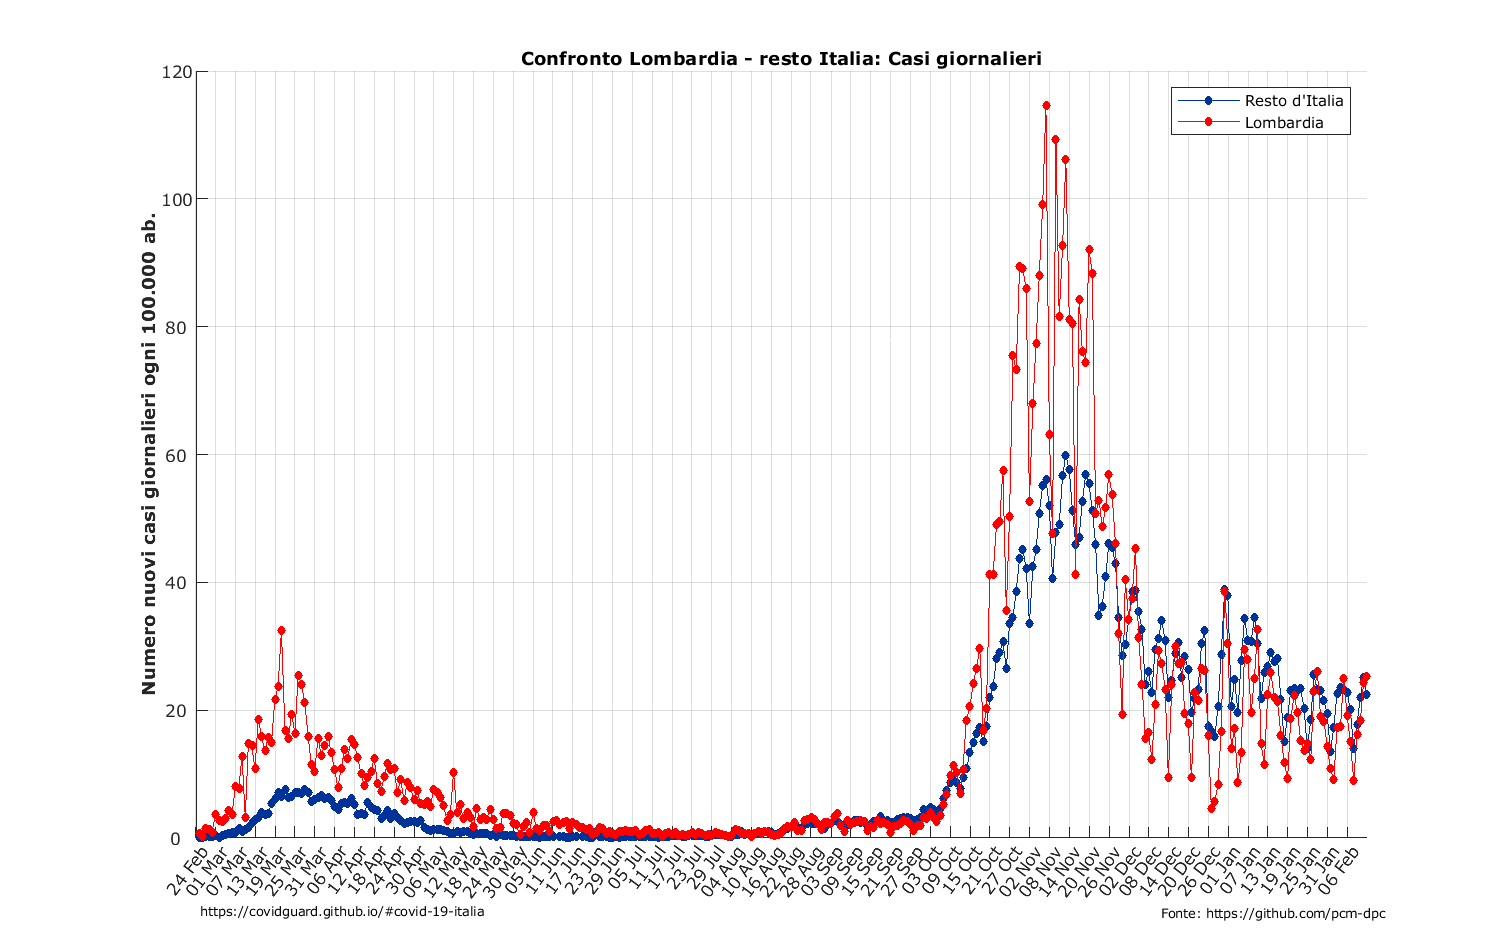 Confronto Lombardia - resto Italia: Casi giornalieri
Resto d'Italia
Lombardia
Numero nuovi casi giornalieri ogni 100.000 ab.
120
100
80
60
40
20
0
24 Feb
01 Mar
07 Mar
13 Mar
19 Mar
25 Mar
31 Mar
06 Apr
12 Apr
18 Apr
24 Apr
30 Apr
06 May
12 May
18 May
24 May
30 May
05 Jun
11 Jun
17 Jun
23 Jun
29 Jun
05 Jul
11 Jul
17 Jul
23 Jul
29 Jul
04 Aug
10 Aug
16 Aug
22 Aug
28 Aug
03 Sep
09 Sep
15 Sep
21 Sep
27 Sep
03 Oct
09 Oct
15 Oct
21 Oct
27 Oct
02 Nov
08 Nov
14 Nov
20 Nov
26 Nov
02 Dec
08 Dec
14 Dec
20 Dec
26 Dec
01 Jan
07 Jan
13 Jan
19 Jan
25 Jan
31 Jan
06 Feb
https://covidguard.github.io/#covid-19-italia
Fonte: https://github.com/pcm-dpc